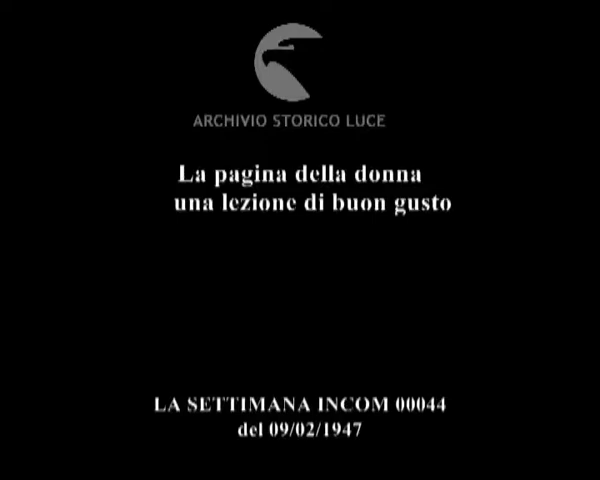 ARCHIVIO STORICO LUCE
La pagina della donna
una lezione di buon gusto
LA SETTIMANA INCOM 00044
del 09/02/1947